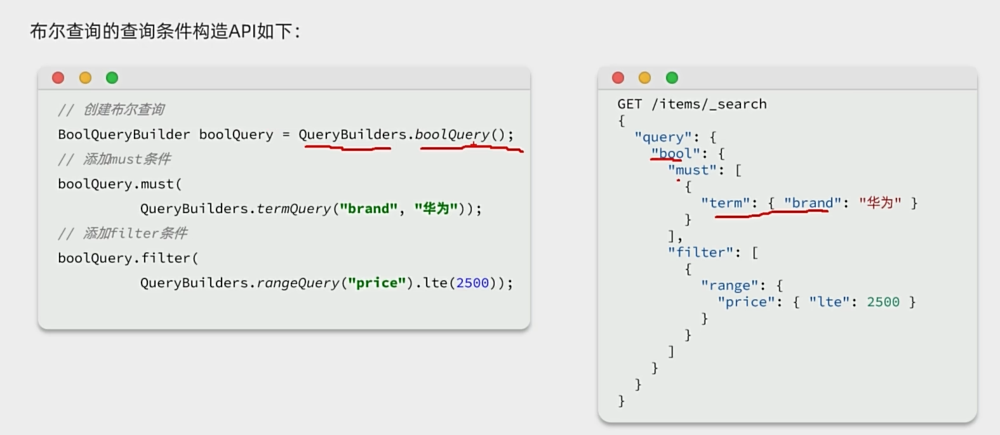 布尔查询的查询条件构造API如下：
// 创建布尔查询
BoolQueryBuilder boolQuery = QueryBuilders.boolQuery();
// 添加must条件
boolQuery.must(
QueryBuilders.termQuery("brand", "华为"));
// 添加filter条件
boolQuery.filter(
QueryBuilders.rangeQuery("price").lte(2500));
GET /items/_search
{
"query": {
"bool": {
"must": [
{
"term": { "brand": "华为" }
}
],
"filter": [
{
"range": {
"price": { "lte": 2500 }
}
}
]
}
}
}